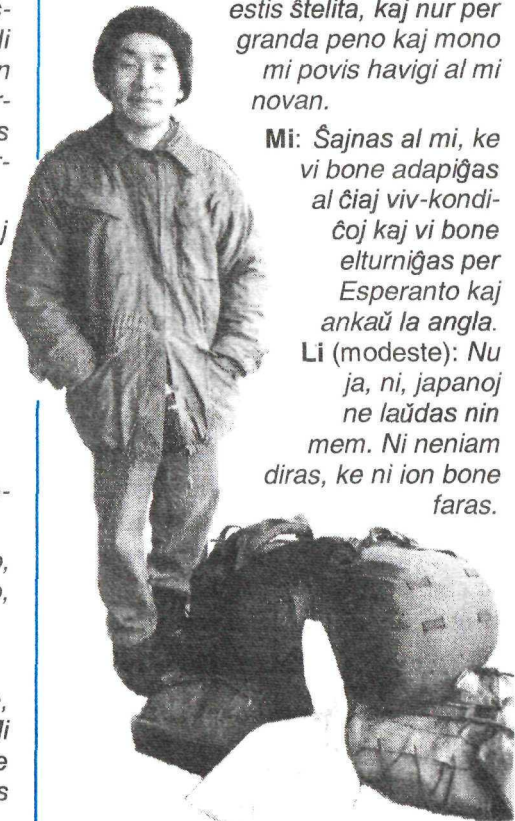 estis ŝtelita, kaj nur per
granda peno kaj mono
mi povis havigi al mi
novan.
Mi: Ŝajnas al mi, ke
vi bone adapiĝas
al ĉiaj viv-kondi-
ĉoj kaj vi bone
elturniĝas per
Esperanto kaj
ankaŭ la angla.
Li (modeste): Nu
ja, ni, japanoj
ne laŭdas nin
mem. Ni neniam
diras, ke ni ion bone
faras.